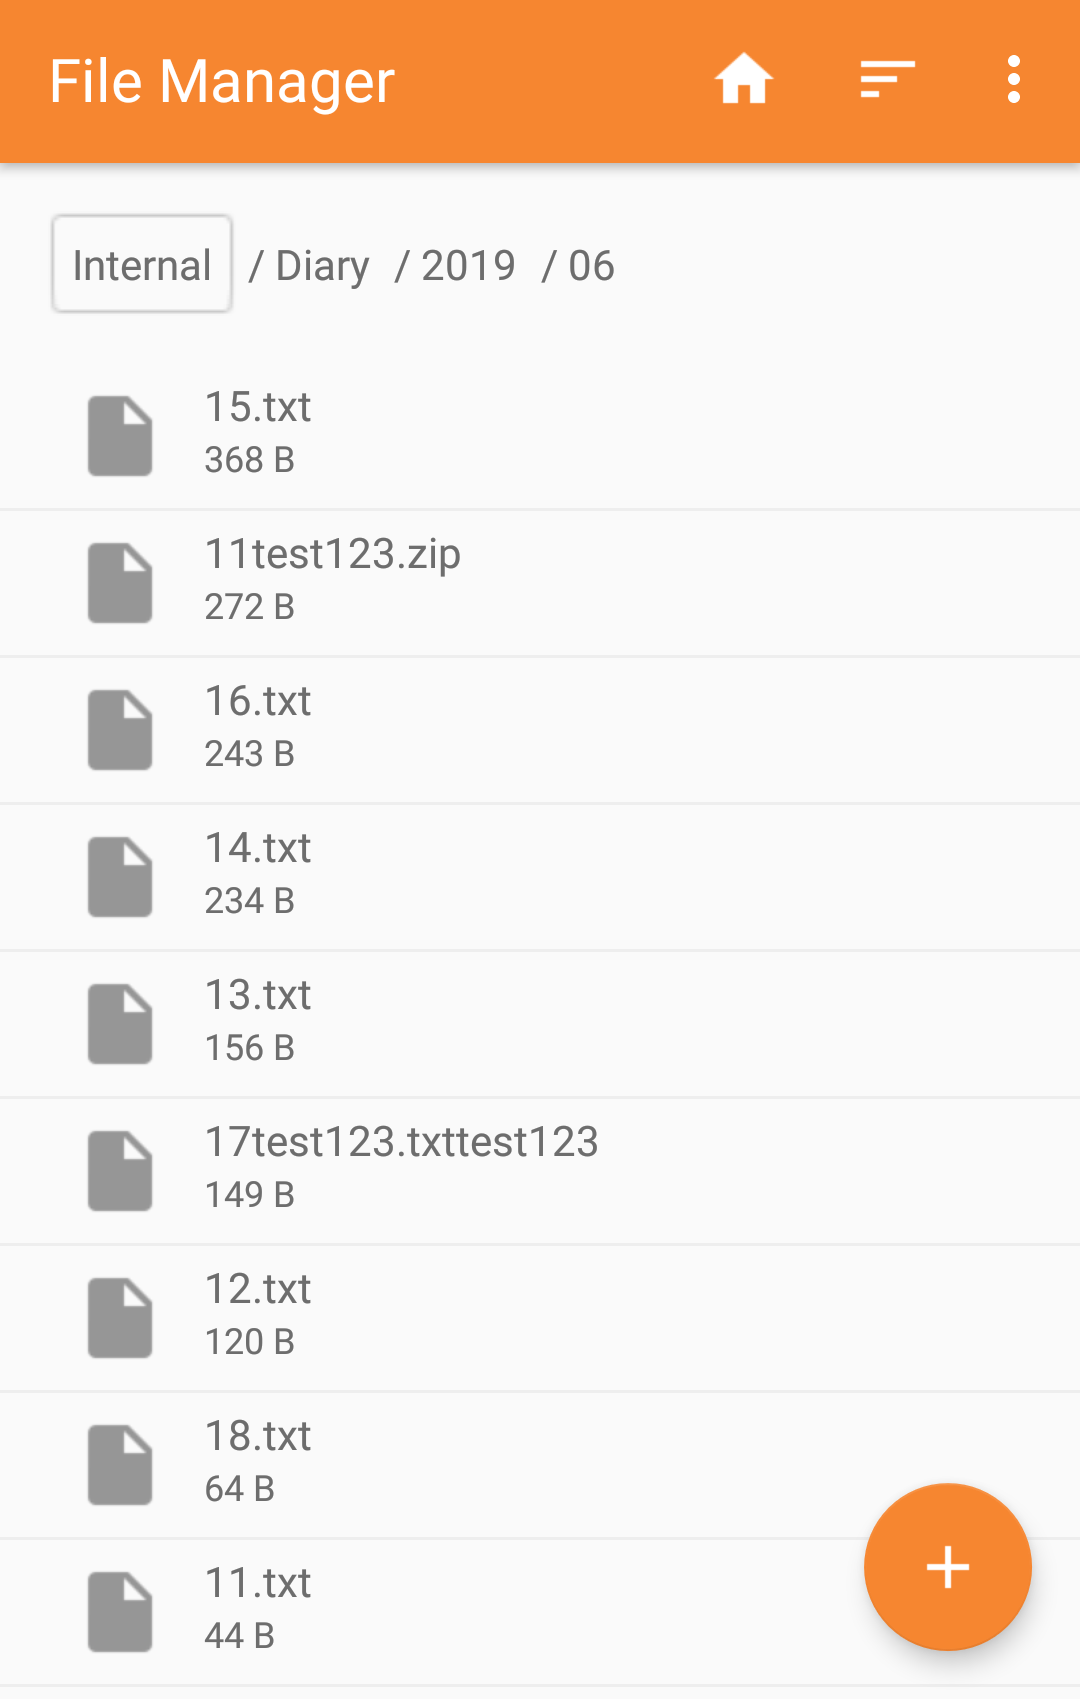 File Manager
Internal / Diary / 2019 / 06
15.txt
368 B
11test123.zip
272 B
16.txt
243 B
14.txt
234 B
13.txt
156 B
17test123.txttest123
149 B
12.txt
120 B
18.txt
64 B
11.txt
44 B